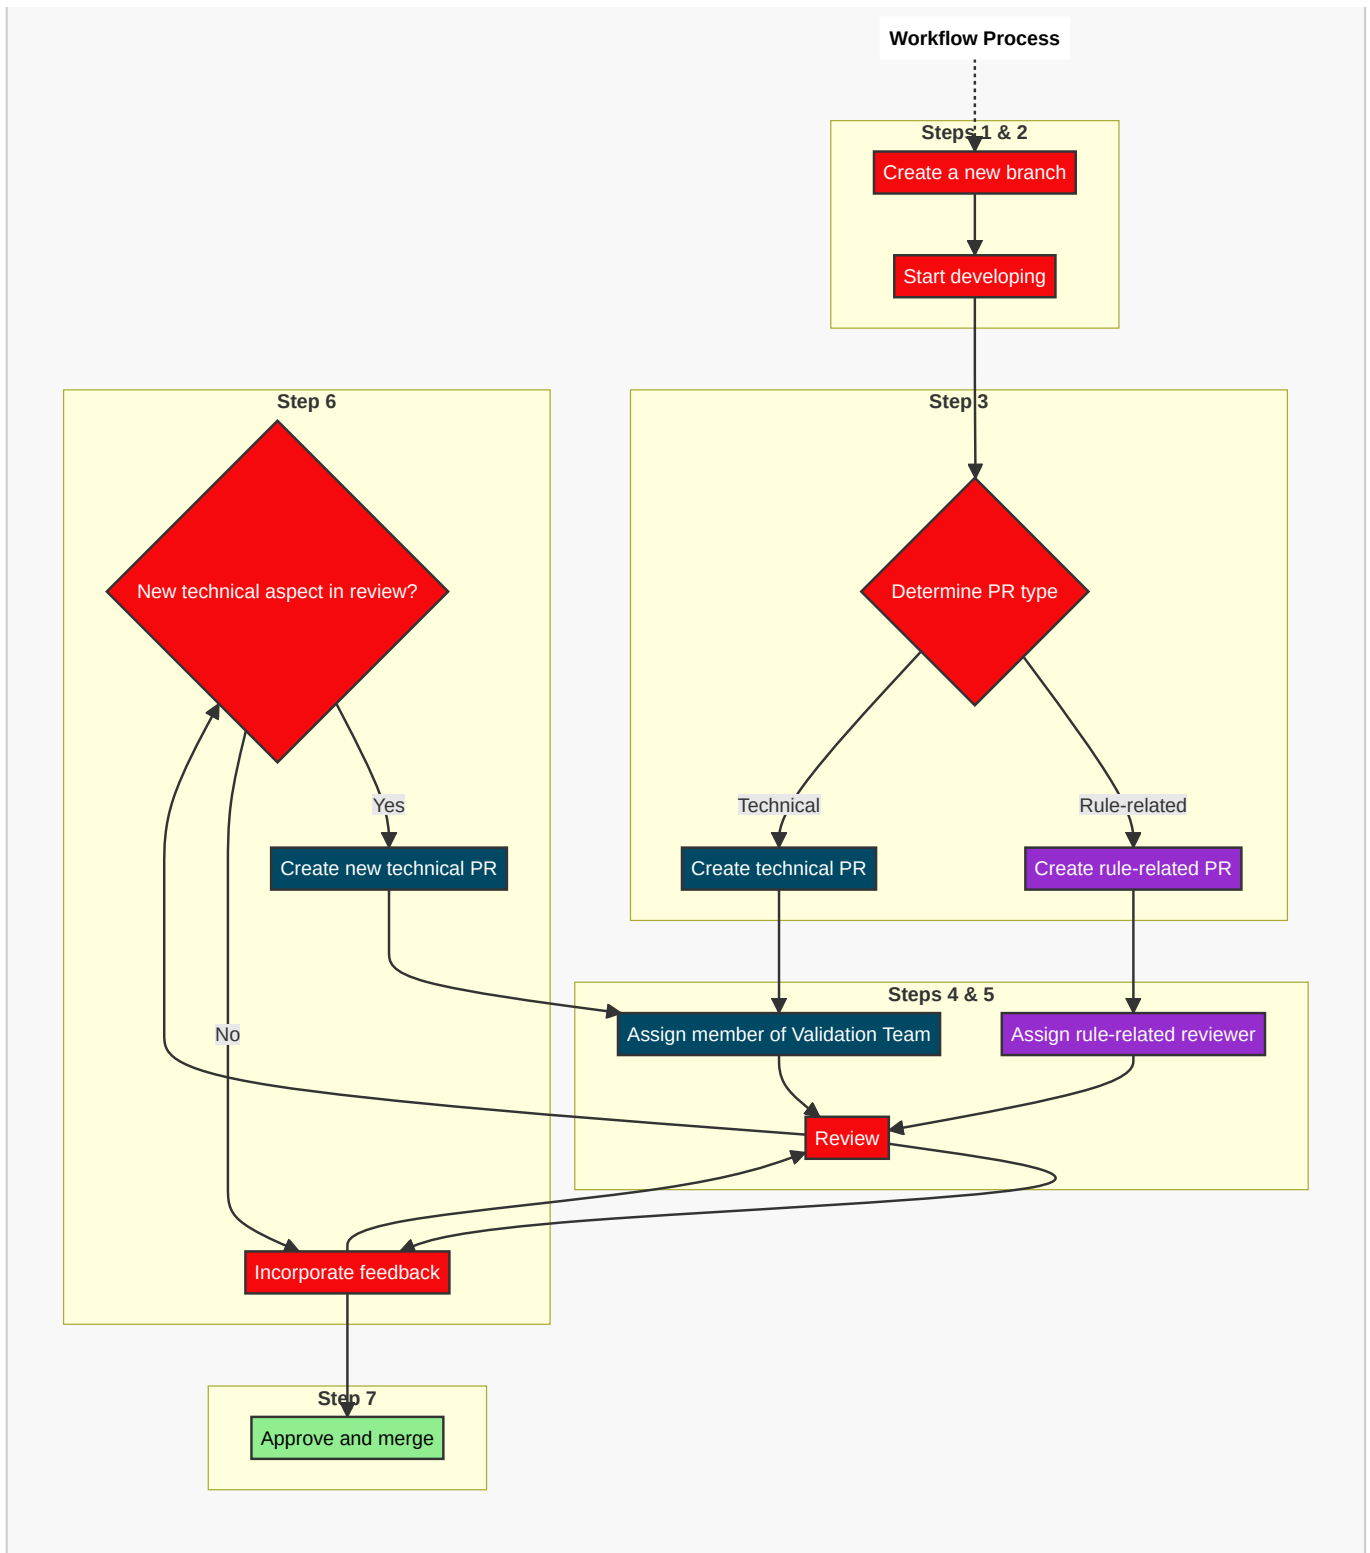 Workflow Process
Steps 1 & 2
Create a new branch
Start developing
Step 6
Step 3
New technical aspect in review?
Determine PR type
Yes
Technical
Rule-related
Create new technical PR
Create technical PR
Create rule-related PR
Steps 4 & 5
No
Assign member of Validation Team
Assign rule-related reviewer
Review
Incorporate feedback
Step 7
Approve and merge